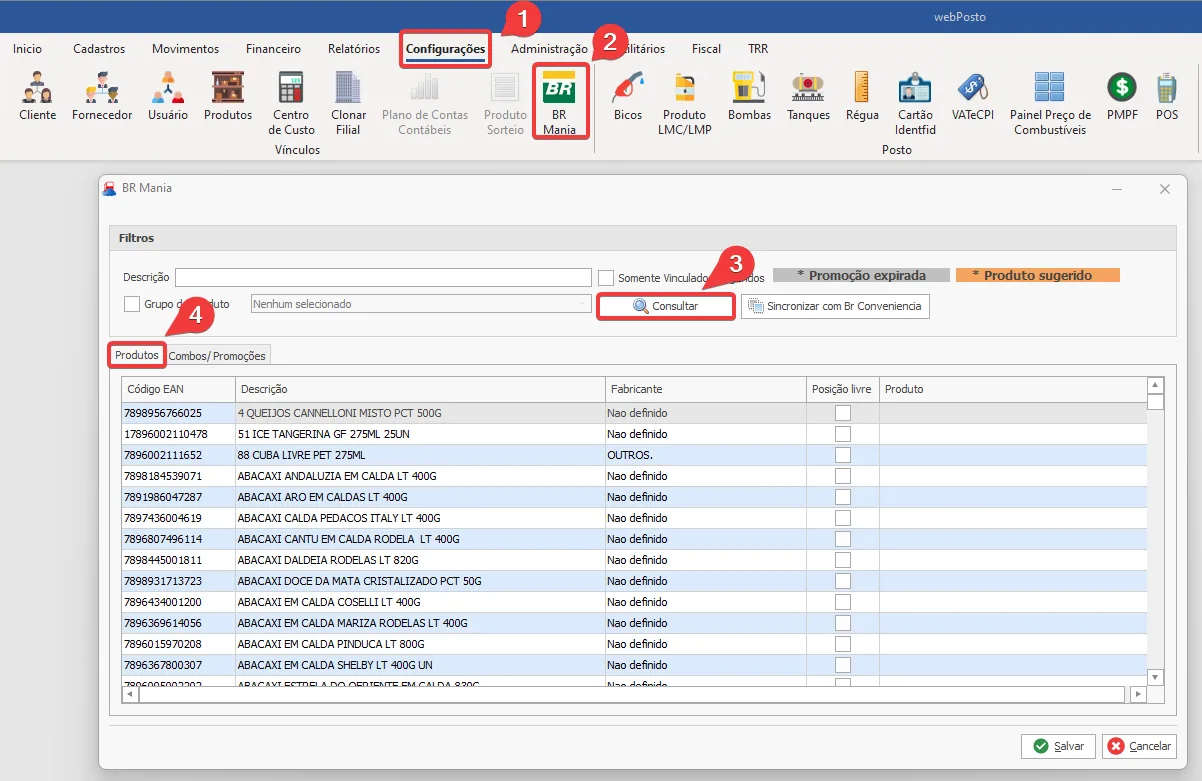 webPosto
1
2
Inicio Cadastros Movimentos Financeiro Relatórios Configurações Administração ilitários Fiscal TRR
BR
Cliente Fornecedor Usuário Produtos Centro de Custo Clonar Filial Plano de Contas Contábeis Produto Sorteio BR Mania Bicos Produto LMC/LMP Bombas Tanques Régua Cartão Identfid VATeCPI Painel Preço de Combustíveis PMPF POS
Vínculos Posto
BR Mania
Filtros
3
Descrição Somente Vinculado * Promoção expirada * Produto sugerido
4
Grupo d Nenhum selecionado Consultar Sincronizar com Br Conveniencia
Produtos Combos/ Promoções
Código EAN Descrição Fabricante Posição livre Produto
7898956766025 4 QUEIJOS CANNELLONI MISTO PCT 500G Nao definido
17896002110478 51 ICE TANGERINA GF 275ML 25UN Nao definido
7896002111652 88 CUBA LIVRE PET 275ML OUTROS.
7898184539071 ABACAXI ANDALUZIA EM CALDA LT 400G Nao definido
7891986047287 ABACAXI ARO EM CALDAS LT 400G Nao definido
7897436004619 ABACAXI CALDA PEDACOS ITALY LT 400G Nao definido
7896807496114 ABACAXI CANTU EM CALDA RODELA LT 400G Nao definido
7898445001811 ABACAXI DALDEIA RODELAS LT 820G Nao definido
7898931713723 ABACAXI DOCE DA MATA CRISTALIZADO PCT 50G Nao definido
7896434001200 ABACAXI EM CALDA COSELLI LT 400G Nao definido
7896369614056 ABACAXI EM CALDA MARIZA RODELAS LT 400G Nao definido
7896015970208 ABACAXI EM CALDA PINDUCA LT 800G Nao definido
7896367800307 ABACAXI EM CALDA SHELBY LT 400G UN Nao definido
Salvar Cancelar